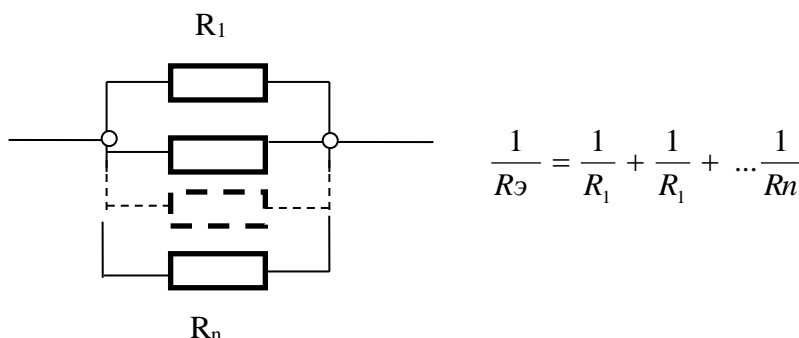 R₁
1/Rэ = 1/R₁ + 1/R₁ + ...1/Rn
Rₙ